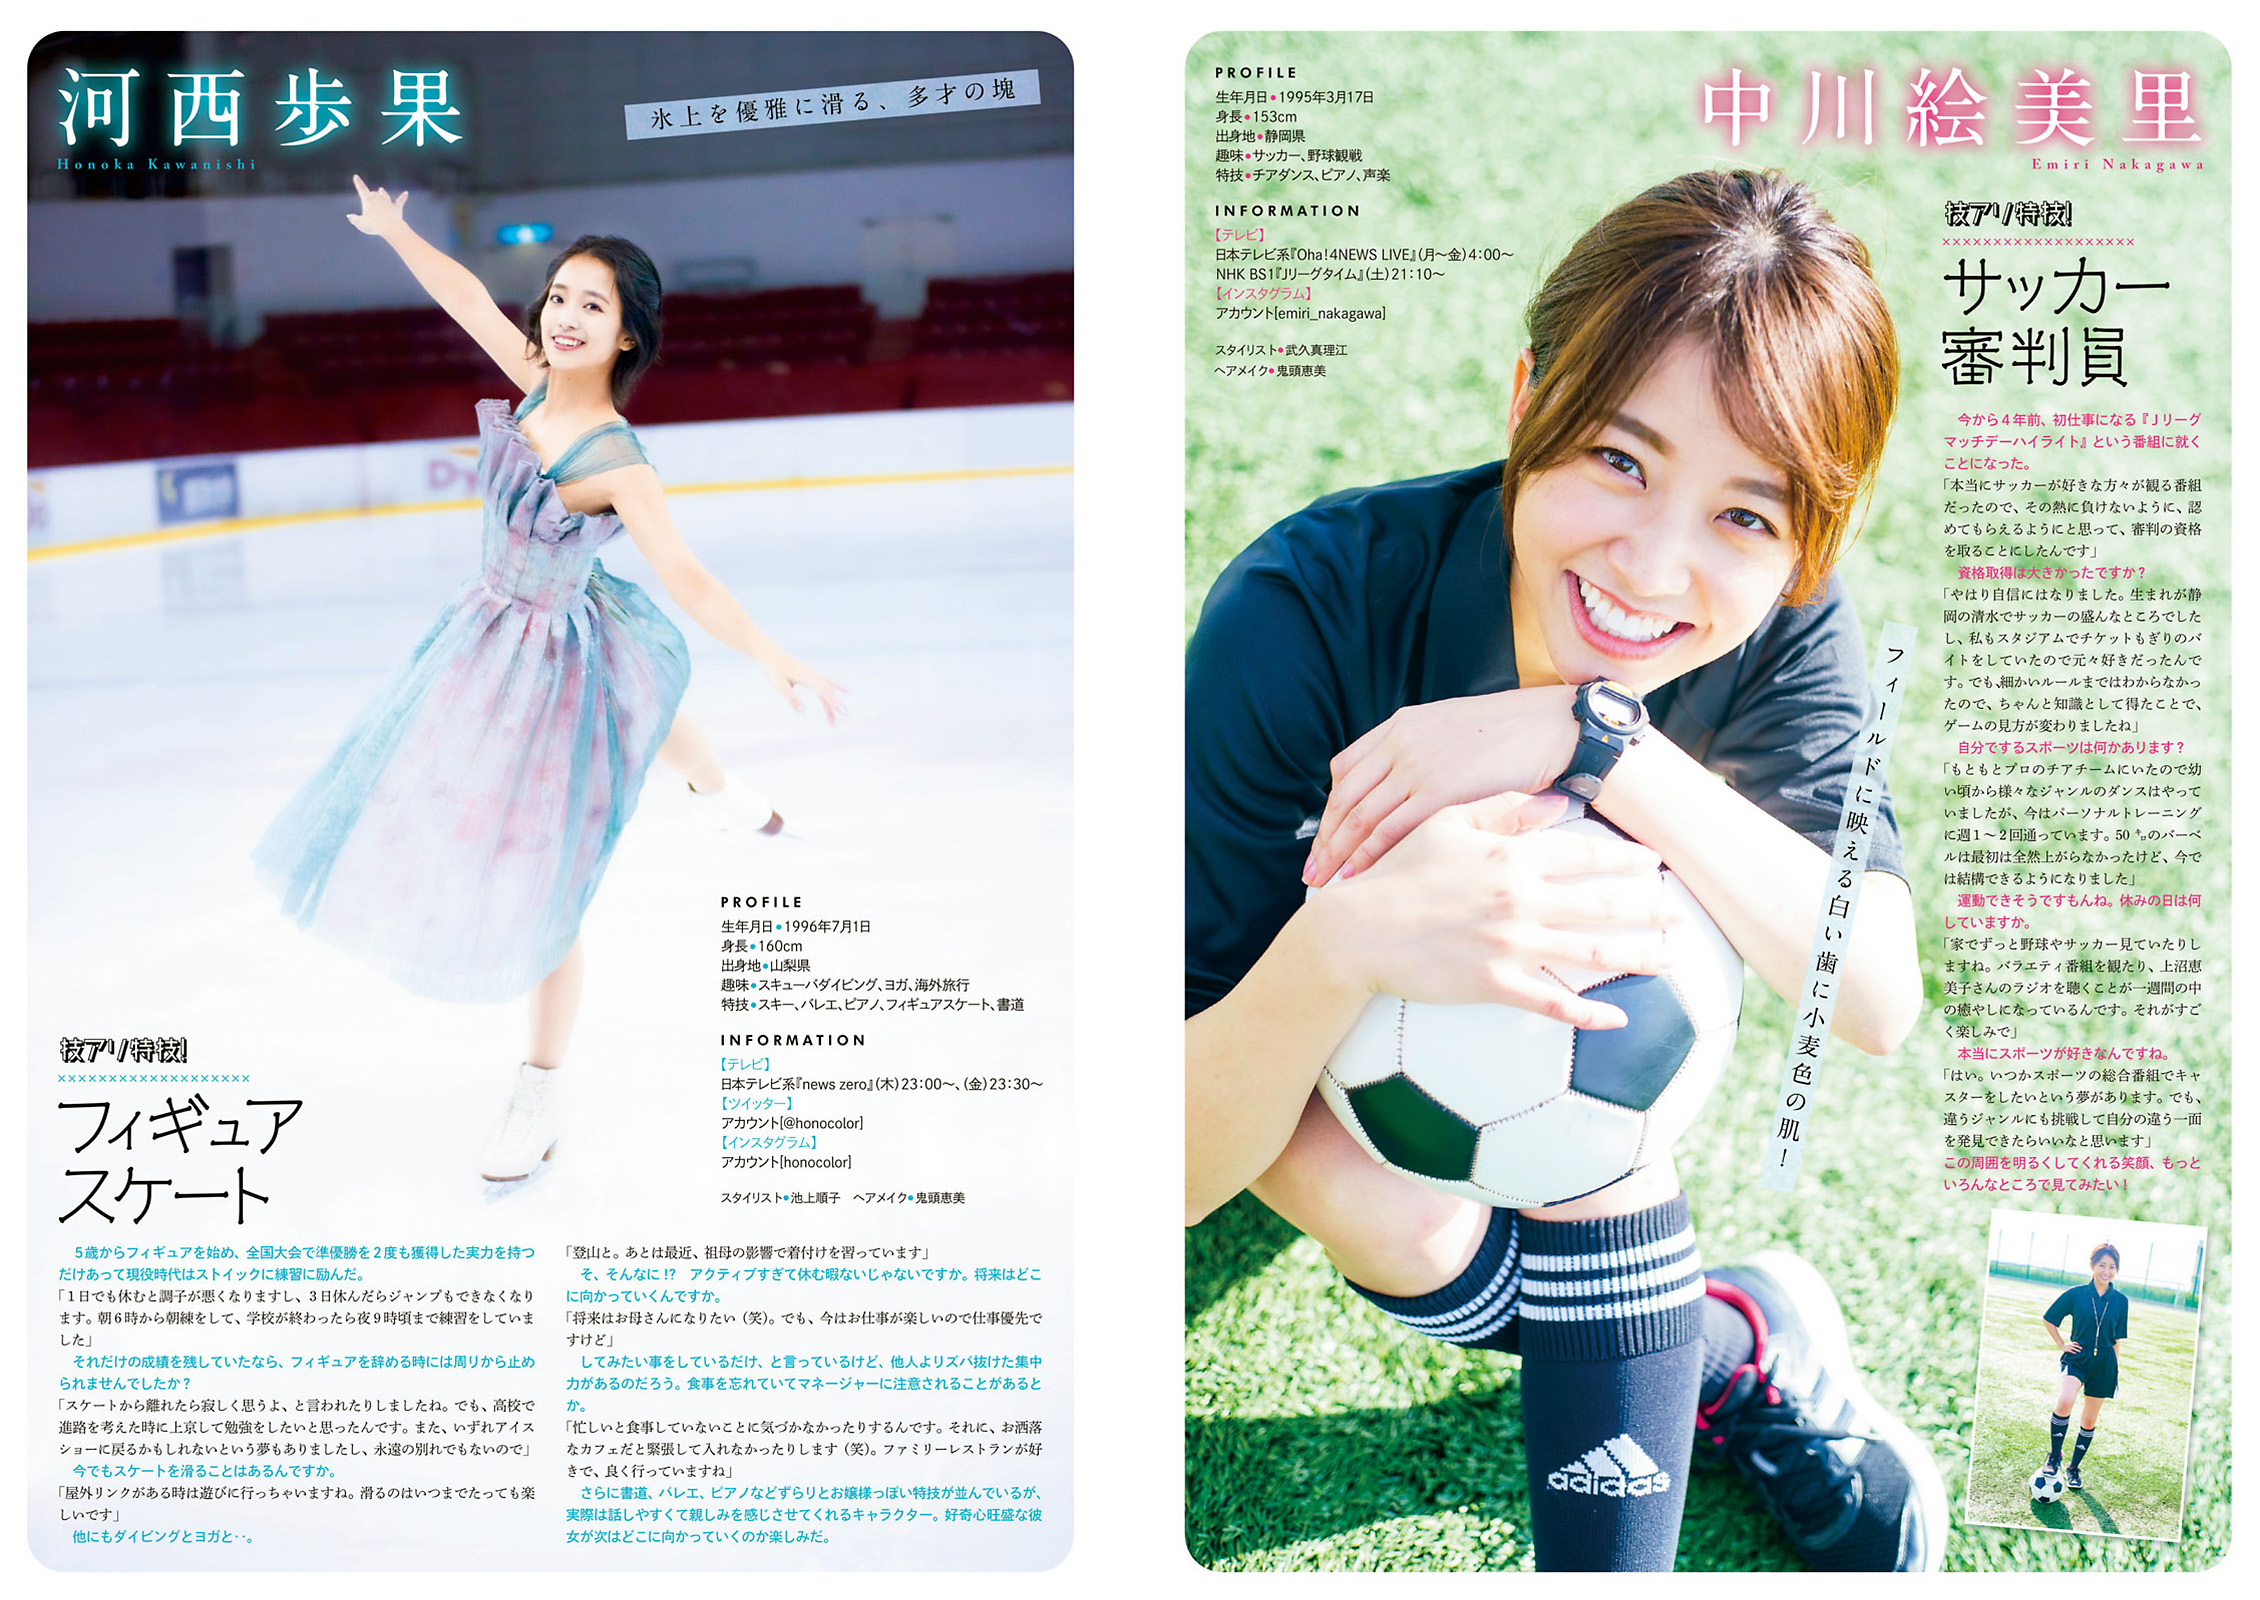 河西歩果
Honoka Kawanishi
氷上を優雅に滑る、多才の塊
PROFILE
生年月日●1996年7月1日
身長●160cm
出身地●山梨県
趣味●スキューバダイビング、ヨガ、海外旅行
特技●スキー、バレエ、ピアノ、フィギュアスケート、書道
INFORMATION
【テレビ】
日本テレビ系『news zero』(木)23：00〜、(金)23：30〜
【ツイッター】
アカウント[@honocolor]
【インスタグラム】
アカウント[honocolor]
スタイリスト●池上順子　ヘアメイク●鬼頭恵美
技アリ特技！
××××××××××××××××××××
フィギュア
スケート
５歳からフィギュアを始め、全国大会で準優勝を２度も獲得した実力を持つ
だけあって現役時代はストイックに練習に励んだ。
「１日でも休むと調子が悪くなりますし、３日休んだらジャンプもできなくなり
ます。朝６時から朝練をして、学校が終わったら夜９時頃まで練習をしていま
した」
それだけの成績を残していたなら、フィギュアを辞める時には周りから止め
られませんでしたか？
「スケートから離れたら寂しく思うよ、と言われたりしましたね。でも、高校で
進路を考えた時に上京して勉強をしたいと思ったんです。また、いずれアイス
ショーに戻るかもしれないという夢もありましたし、永遠の別れでもないので」
今でもスケートを滑ることはあるんですか。
「屋外リンクがある時は遊びに行っちゃいますね。滑るのはいつまでたっても楽
しいです」
他にもダイビングとヨガと‥。
「登山と。あとは最近、祖母の影響で着付けを習っています」
そ、そんなに!?　アクティブすぎて休む暇ないじゃないですか。将来はどこ
に向かっていくんですか。
「将来はお母さんになりたい（笑）。でも、今はお仕事が楽しいので仕事優先で
すけど」
してみたい事をしているだけ、と言っているけど、他人よりズバ抜けた集中
力があるのだろう。食事を忘れていてマネージャーに注意されることがあると
か。
「忙しいと食事していないことに気づかなかったりするんです。それに、お洒落
なカフェだと緊張して入れなかったりします（笑）。ファミリーレストランが好
きで、良く行っていますね」
さらに書道、バレエ、ピアノなどずらりとお嬢様っぽい特技が並んでいるが、
実際は話しやすくて親しみを感じさせてくれるキャラクター。好奇心旺盛な彼
女が次はどこに向かっていくのか楽しみだ。
PROFILE
生年月日●1995年3月17日
身長●153cm
出身地●静岡県
趣味●サッカー、野球観戦
特技●チアダンス、ピアノ、声楽
INFORMATION
【テレビ】
日本テレビ系『Oha!4NEWS LIVE』(月〜金)4：00〜
NHK BS1『Jリーグタイム』(土)21：10〜
【インスタグラム】
アカウント[emiri_nakagawa]
スタイリスト●武久真理江
ヘアメイク●鬼頭恵美
中川絵美里
Emiri Nakagawa
技アリ特技！
×××××××××××××××××××
サッカー
審判員
今から４年前、初仕事になる『Ｊリーグ
マッチデーハイライト』という番組に就く
ことになった。
「本当にサッカーが好きな方々が観る番組
だったので、その熱に負けないように、認
めてもらえるようにと思って、審判の資格
を取ることにしたんです」
資格取得は大きかったですか？
「やはり自信にはなりました。生まれが静
岡の清水でサッカーの盛んなところでした
し、私もスタジアムでチケットもぎりのバ
イトをしていたので元々好きだったんで
す。でも、細かいルールまではわからなかっ
たので、ちゃんと知識として得たことで、
ゲームの見方が変わりましたね」
自分でするスポーツは何かあります？
「もともとプロのチアチームにいたので幼
い頃から様々なジャンルのダンスはやって
いましたが、今はパーソナルトレーニング
に週１〜２回通っています。50㌔のバーベ
ルは最初は全然上がらなかったけど、今で
は結構できるようになりました」
運動できそうですもんね。休みの日は何
していますか。
「家でずっと野球やサッカー見ていたりし
ますね。バラエティ番組を観たり、上沼恵
美子さんのラジオを聴くことが一週間の中
の癒やしになっているんです。それがすご
く楽しみで」
本当にスポーツが好きなんですね。
「はい。いつかスポーツの総合番組でキャ
スターをしたいという夢があります。でも、
違うジャンルにも挑戦して自分の違う一面
を発見できたらいいなと思います」
この周囲を明るくしてくれる笑顔、もっと
いろんなところで見てみたい！
フィールドに映える白い歯に小麦色の肌！
adidas